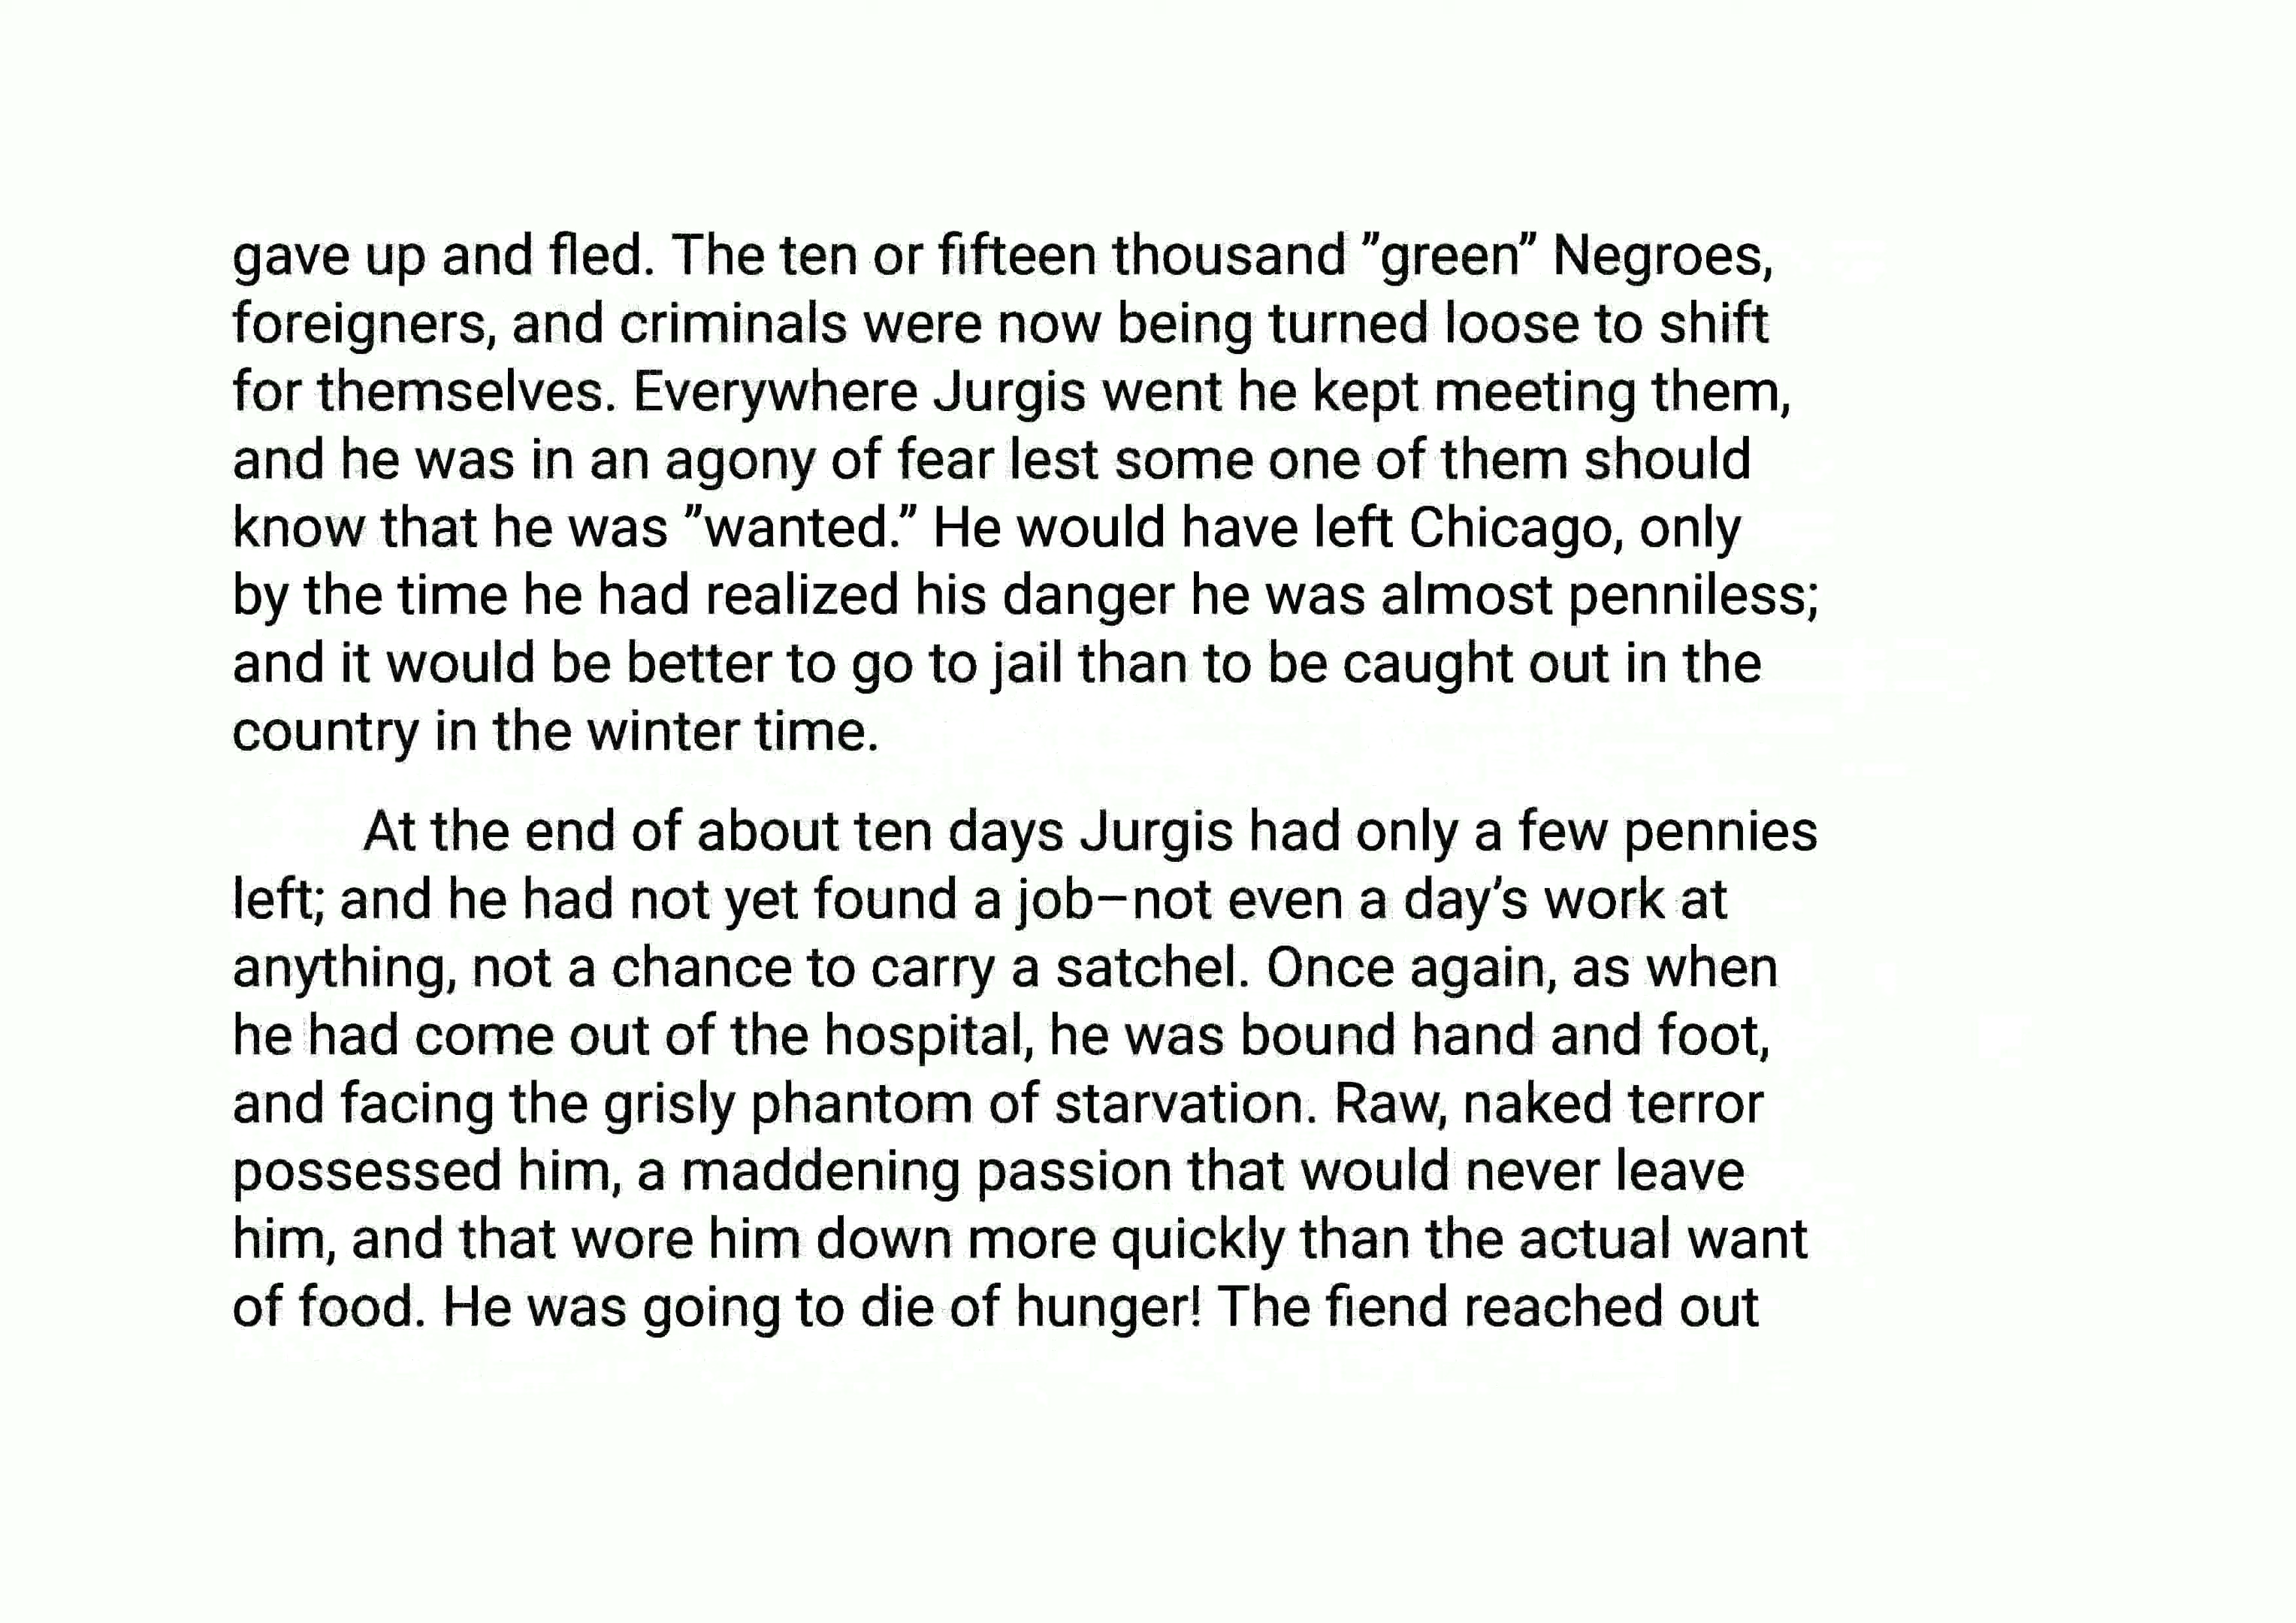 gave up and fled. The ten or fifteen thousand ”green” Negroes,
foreigners, and criminals were now being turned loose to shift
for themselves. Everywhere Jurgis went he kept meeting them,
and he was in an agony of fear lest some one of them should
know that he was ”wanted.” He would have left Chicago, only
by the time he had realized his danger he was almost penniless;
and it would be better to go to jail than to be caught out in the
country in the winter time.
At the end of about ten days Jurgis had only a few pennies
left; and he had not yet found a job–not even a day’s work at
anything, not a chance to carry a satchel. Once again, as when
he had come out of the hospital, he was bound hand and foot,
and facing the grisly phantom of starvation. Raw, naked terror
possessed him, a maddening passion that would never leave
him, and that wore him down more quickly than the actual want
of food. He was going to die of hunger! The fiend reached out